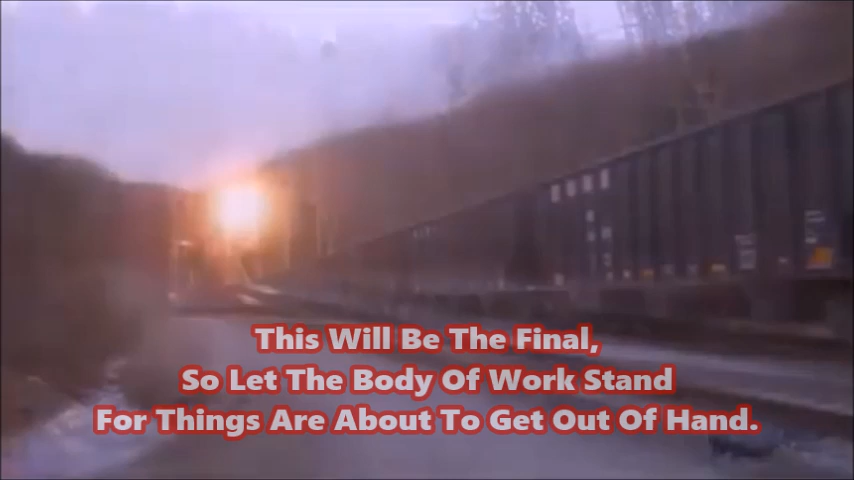 This Will Be The Final,
So Let The Body Of Work Stand
For Things Are About To Get Out Of Hand.